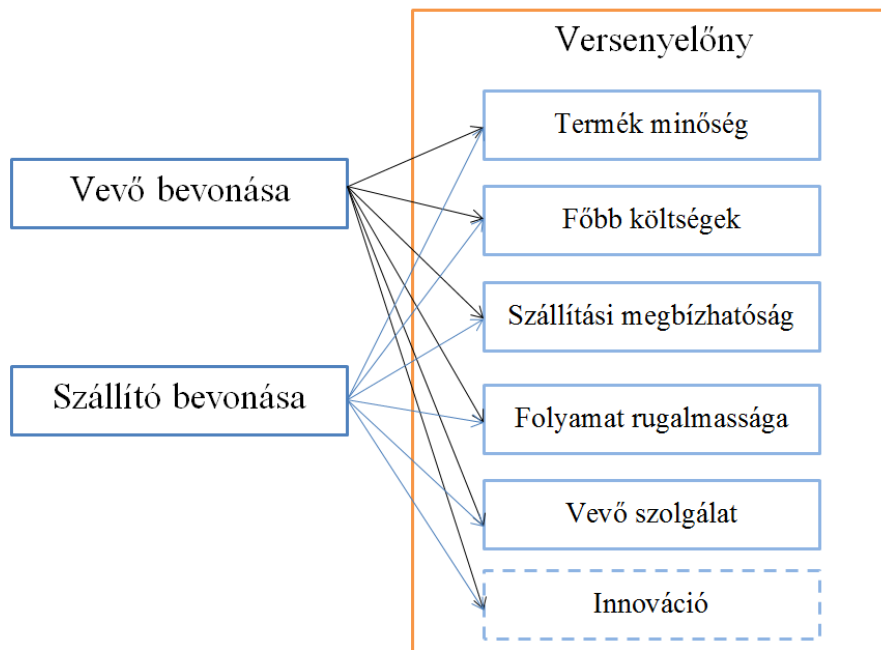 Versenyelőny
Termék minőség
Vevő bevonása
Főbb költségek
Szállítási megbízhatóság
Szállító bevonása
Folyamat rugalmassága
Vevő szolgálat
Innováció